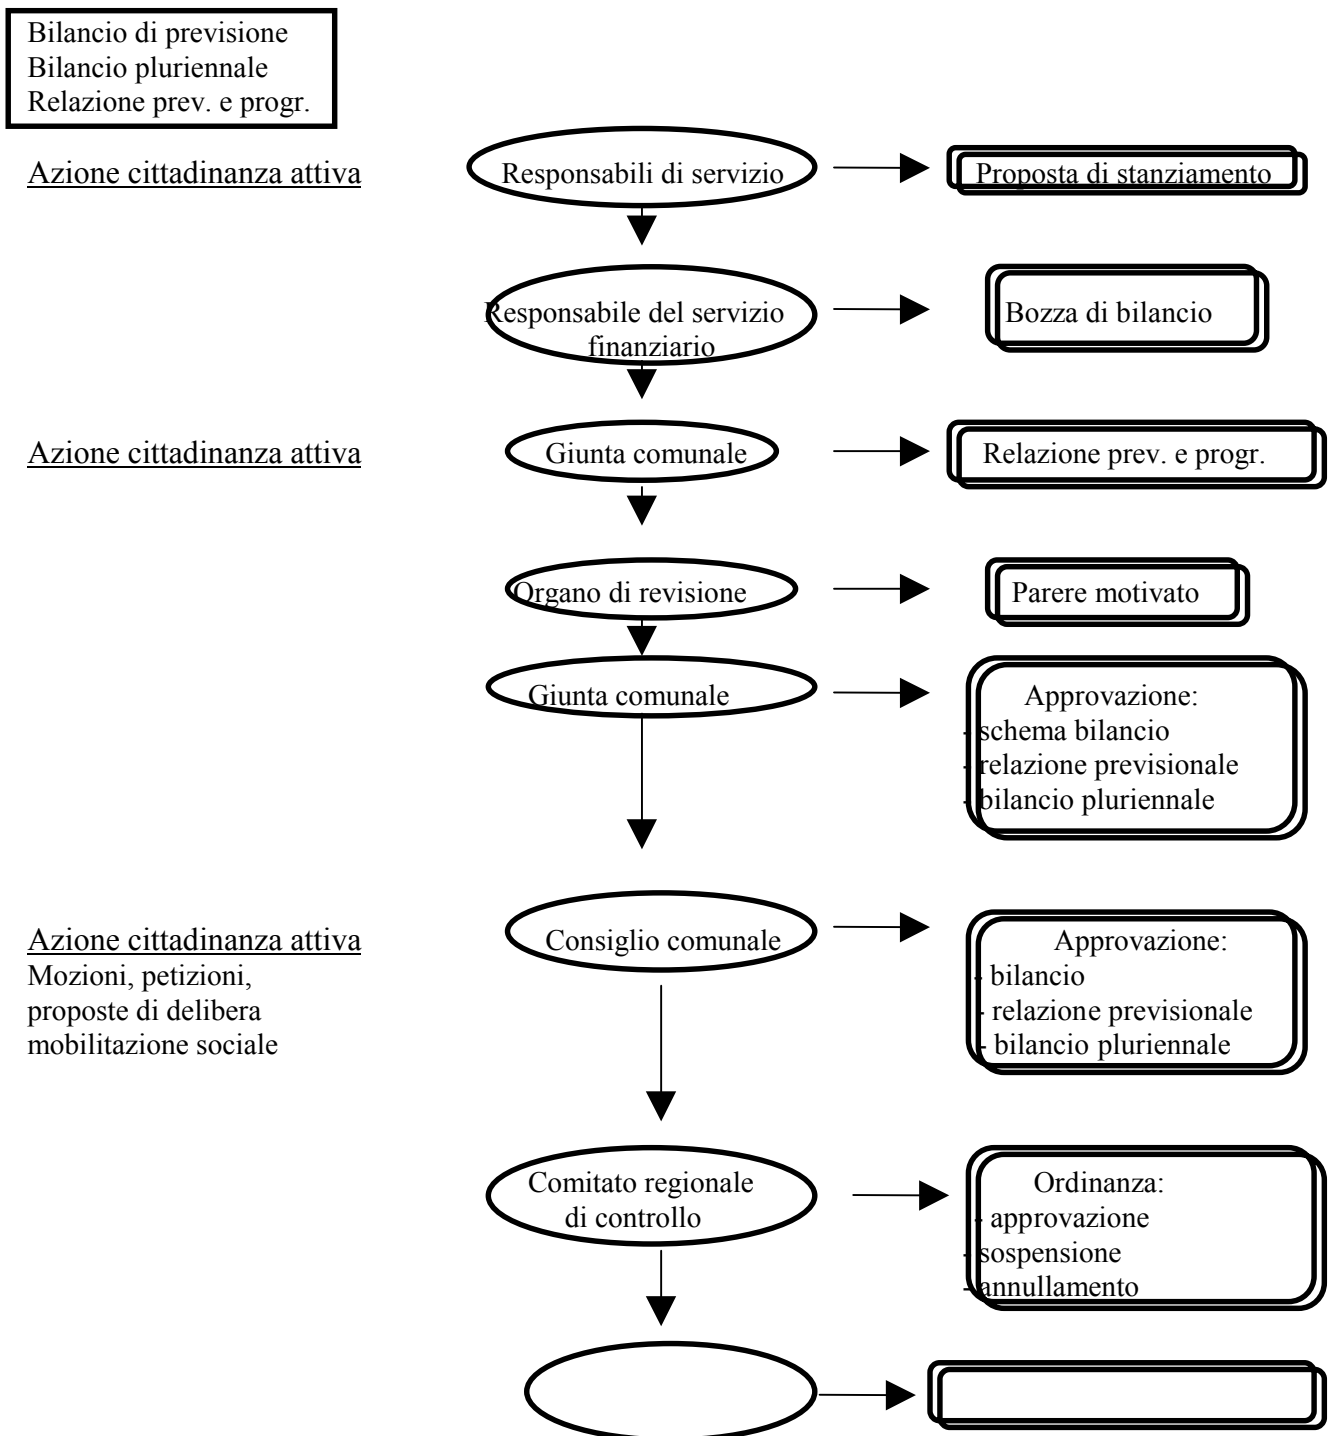 Bilancio di previsione
Bilancio pluriennale
Relazione prev. e progr.
Azione cittadinanza attiva
Responsabili di servizio
Proposta di stanziamento
Responsabile del servizio
finanziario
Bozza di bilancio
Azione cittadinanza attiva
Giunta comunale
Relazione prev. e progr.
Organo di revisione
Parere motivato
Giunta comunale
Approvazione:
- schema bilancio
- relazione previsionale
- bilancio pluriennale
Azione cittadinanza attiva
Mozioni, petizioni,
proposte di delibera
mobilitazione sociale
Consiglio comunale
Approvazione:
- bilancio
- relazione previsionale
- bilancio pluriennale
Comitato regionale
di controllo
Ordinanza:
- approvazione
- sospensione
- annullamento